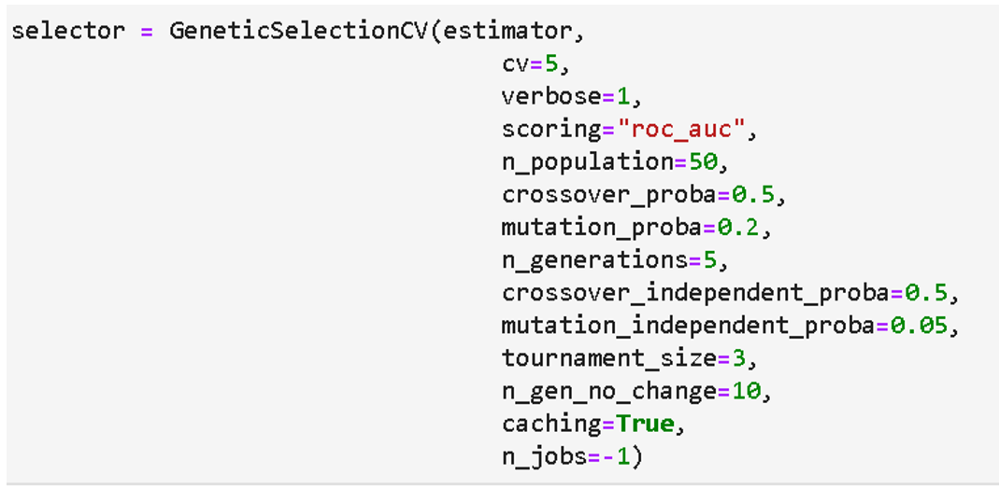 selector = GeneticSelectionCV(estimator,
cv=5,
verbose=1,
scoring="roc_auc",
n_population=50,
crossover_proba=0.5,
mutation_proba=0.2,
n_generations=5,
crossover_independent_proba=0.5,
mutation_independent_proba=0.05,
tournament_size=3,
n_gen_no_change=10,
caching=True,
n_jobs=-1)